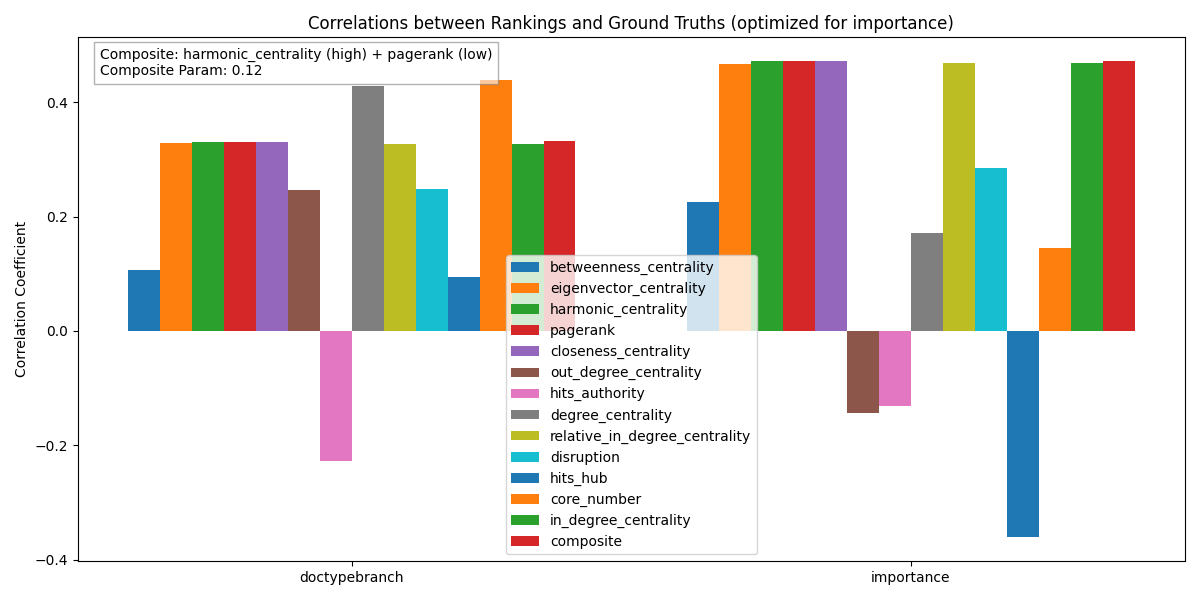 Correlations between Rankings and Ground Truths (optimized for importance)
Composite: harmonic_centrality (high) + pagerank (low)
Composite Param: 0.12
Correlation Coefficient
0.4
0.2
0.0
−0.2
−0.4
betweenness_centrality
eigenvector_centrality
harmonic_centrality
pagerank
closeness_centrality
out_degree_centrality
hits_authority
degree_centrality
relative_in_degree_centrality
disruption
hits_hub
core_number
in_degree_centrality
composite
doctypebranch
importance